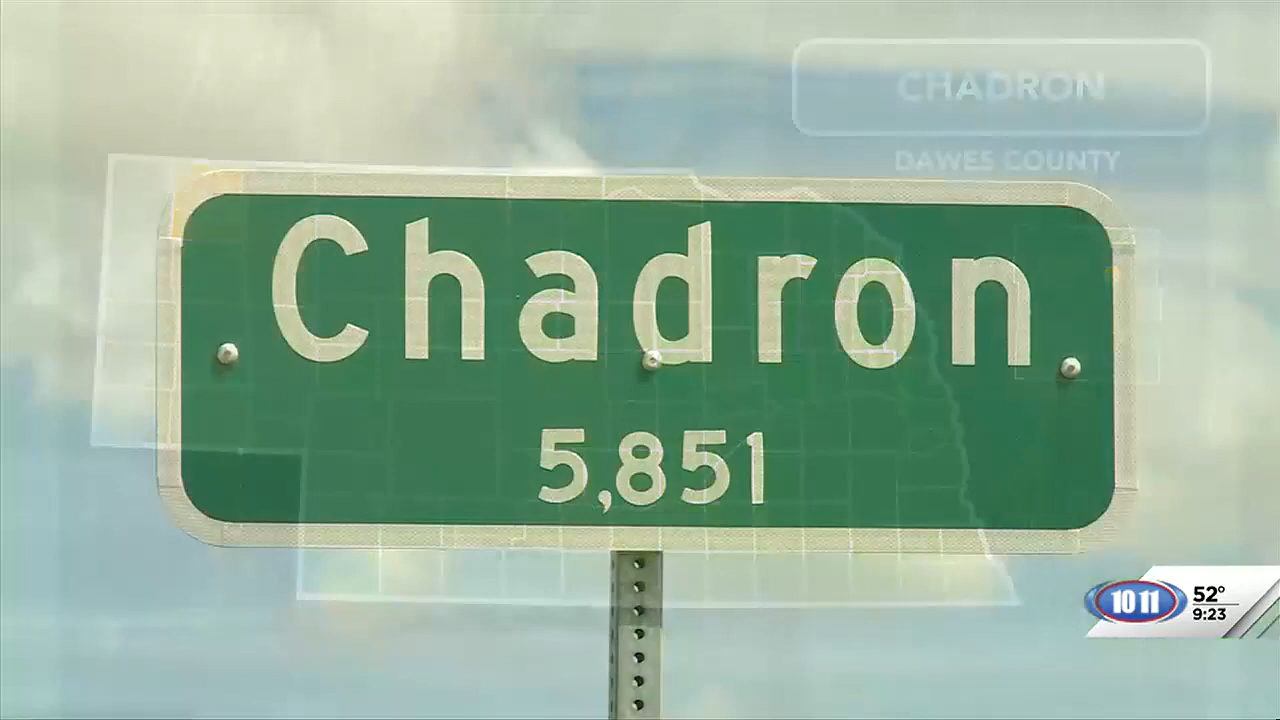 CHADRON
DAWES COUNTY
Chadron
5,851
10 11
52°
9:23